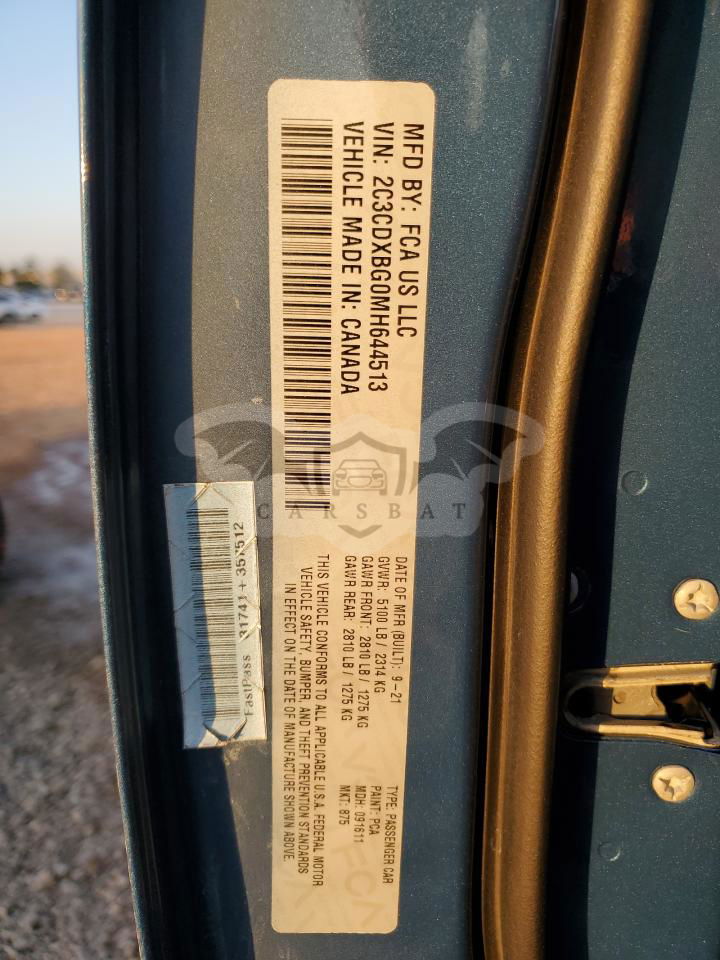 MFD BY: FCA US LLC
VIN: 2C3CDXBG0MH644513
VEHICLE MADE IN: CANADA
DATE OF MFR (BUILT): 9-21
GVWR: 5100 LB / 2314 KG
GAWR FRONT: 2810 LB / 1275 KG
GAWR REAR: 2810 LB / 1275 KG
THIS VEHICLE CONFORMS TO ALL APPLICABLE U.S.A. FEDERAL MOTOR
VEHICLE SAFETY, BUMPER, AND THEFT PREVENTION STANDARDS
IN EFFECT ON THE DATE OF MANUFACTURE SHOWN ABOVE.
TYPE: PASSENGER CAR
PAINT: PCA
MDH: 091611
MKT: 875
FastPass
CARSBAT